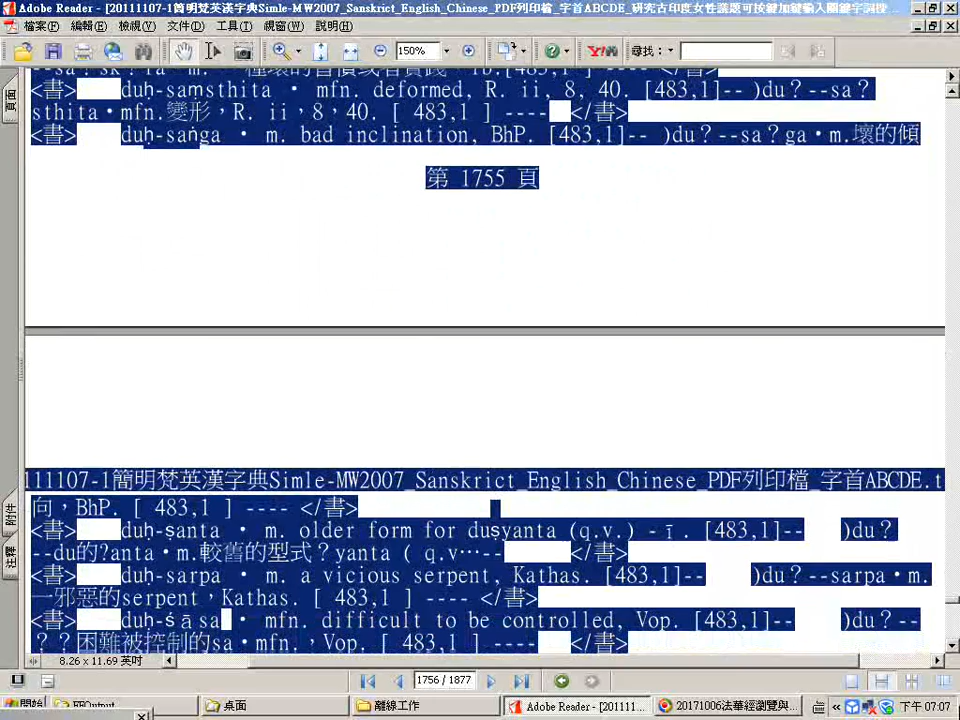 Adobe Reader - [20111107-1簡明梵英漢字典Simle-MW2007_Sanskrict_English_Chinese_PDF列印檔_字首ABCDE_研究古印度女性議題可按鍵加鍵輸入關鍵字詞搜...
檔案(F) 編輯(E) 檢視(V) 文件(D) 工具(T) 視窗(W) 說明(H)
150% 尋找：
頁面
<書> duḥ-saṃsthita • mfn. deformed, R. ii, 8, 40. [483,1]-- )du？--sa？
sthita•mfn.變形，R. ii，8，40. [ 483,1 ] ---- </書>
<書> duḥ-saṅga • m. bad inclination, BhP. [483,1]-- )du？--sa？ga•m.壞的傾
第 1755 頁
111107-1簡明梵英漢字典Simle-MW2007_Sanskrict_English_Chinese_PDF列印檔_字首ABCDE.t
向，BhP. [ 483,1 ] ---- </書>
<書> duḥ-ṣanta • m. older form for duṣyanta (q.v.) - ī. [483,1]-- )du？
--du的?anta•m.較舊的型式？yanta ( q.v…-- </書>
<書> duḥ-sarpa • m. a vicious serpent, Kathas. [483,1]-- )du？--sarpa•m.
一邪惡的serpent，Kathas. [ 483,1 ] ---- </書>
<書> duḥ-śāsa • mfn. difficult to be controlled, Vop. [483,1]-- )du？--
？？困難被控制的sa•mfn.，Vop. [ 483,1 ] ---- </書>
附件
注釋
8.26 x 11.69 英吋
1756 / 1877
開始 FFOutput 桌面 離線工作 Adobe Reader - [201111... 20171006法華經瀏覽與... 下午 07:07